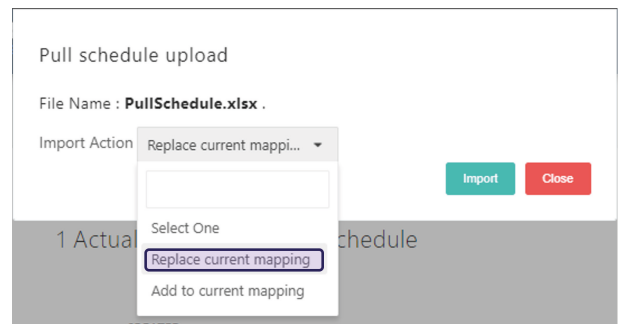 Pull schedule upload
File Name : PullSchedule.xlsx .
Import Action Replace current mappi...
Import Close
Select One
1 Actual chedule
Replace current mapping
Add to current mapping